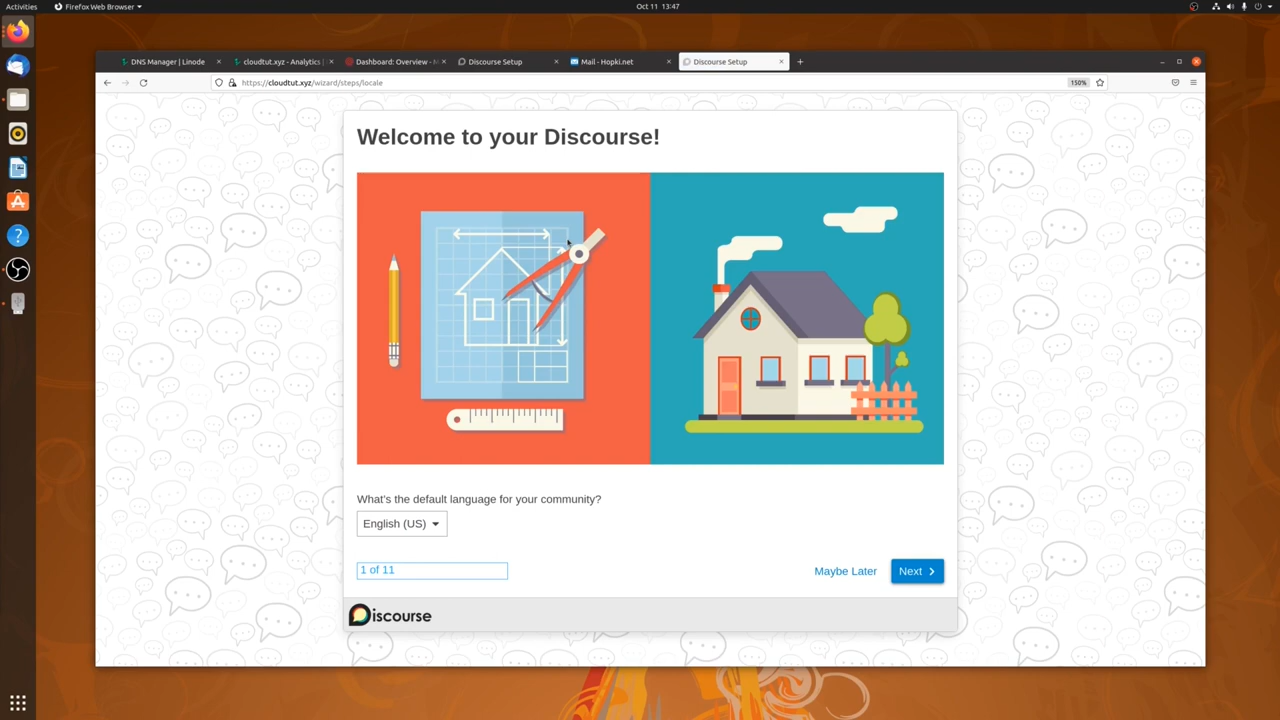 Activities
Firefox Web Browser
Oct 11 13:47
DNS Manager | Linode
cloudtut.xyz - Analytics |
Dashboard: Overview -
Discourse Setup
Mail - Hopki.net
Discourse Setup
https://cloudtut.xyz/wizard/steps/locale
150%
Welcome to your Discourse!
What's the default language for your community?
English (US)
1 of 11
Maybe Later
Next
Discourse